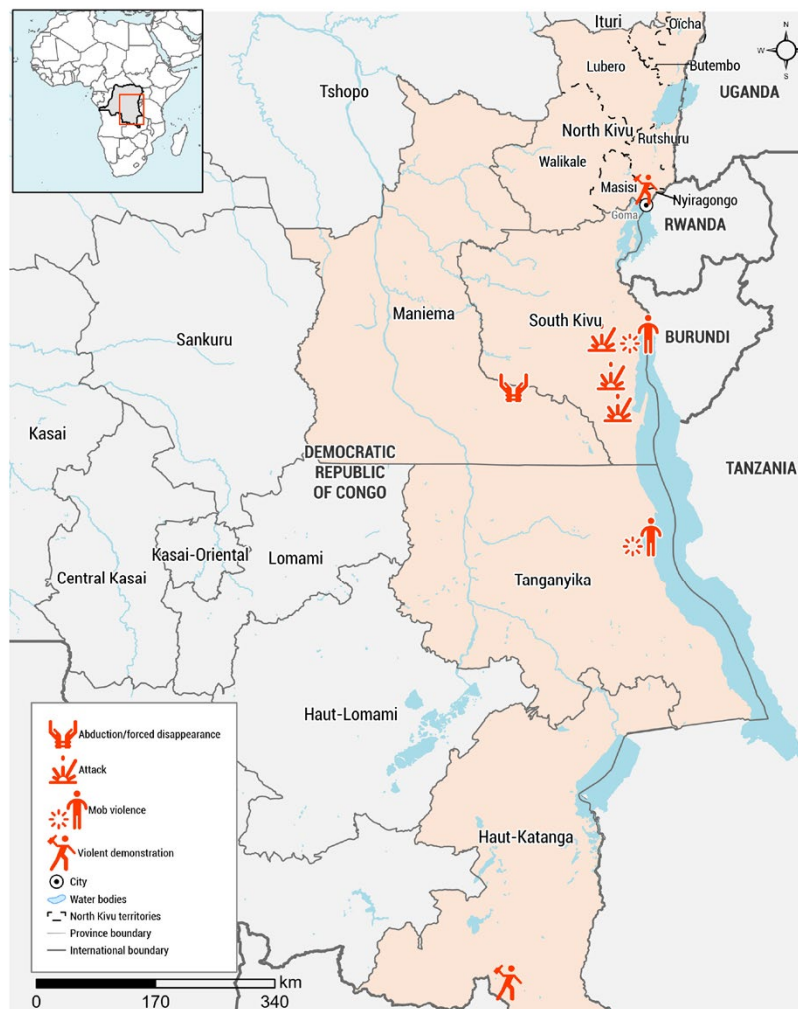 Ituri
Oïcha
N
W
E
S
Lubero
Butembo
Tshopo
UGANDA
North Kivu
Rutshuru
Walikale
Masisi
Nyiragongo
Goma
RWANDA
Maniema
South Kivu
Sankuru
BURUNDI
Kasai
DEMOCRATIC
REPUBLIC
OF CONGO
TANZANIA
Kasai-Oriental
Lomami
Central Kasai
Tanganyika
Haut-Lomami
Abduction/forced disappearance
Attack
Mob violence
Violent demonstration
City
Water bodies
North Kivu territories
Province boundary
International boundary
Haut-Katanga
km
0
170
340